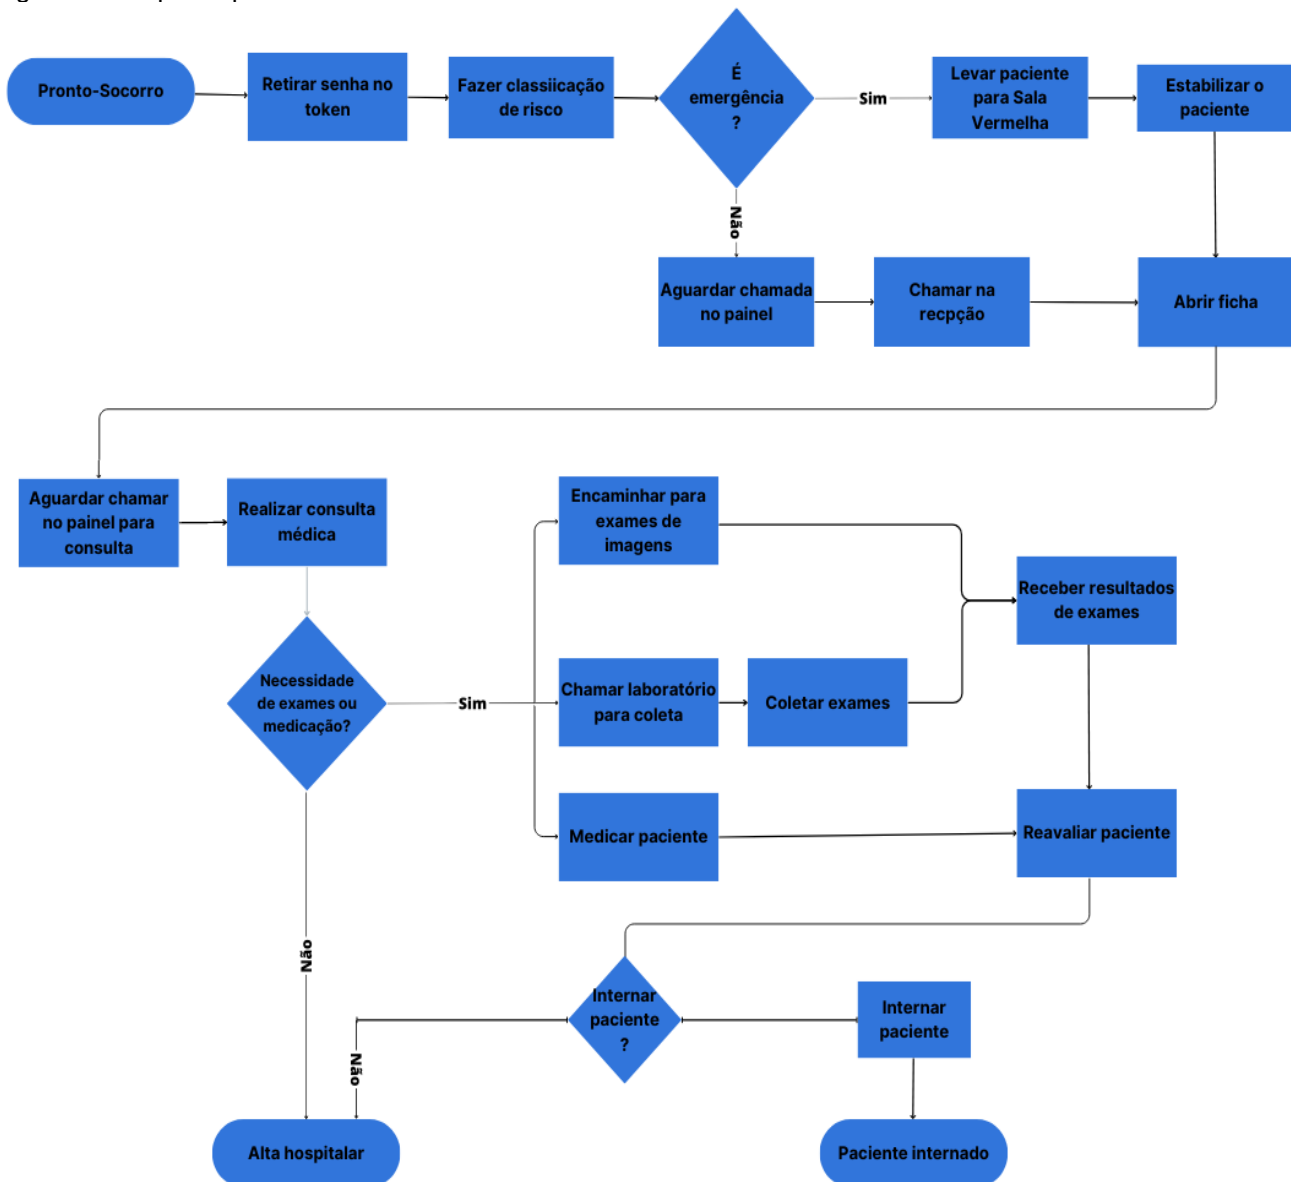 Pronto-Socorro
Retirar senha no
token
Fazer classiicação
de risco
É
emergência
?
Sim
Levar paciente
para Sala
Vermelha
Estabilizar o
paciente
Não
Aguardar chamada
no painel
Chamar na
recpção
Abrir ficha
Aguardar chamar
no painel para
consulta
Realizar consulta
médica
Necessidade
de exames ou
medicação?
Sim
Encaminhar para
exames de
imagens
Chamar laboratório
para coleta
Coletar exames
Receber resultados
de exames
Medicar paciente
Reavaliar paciente
Não
Internar
paciente
?
Internar
paciente
Não
Alta hospitalar
Paciente internado